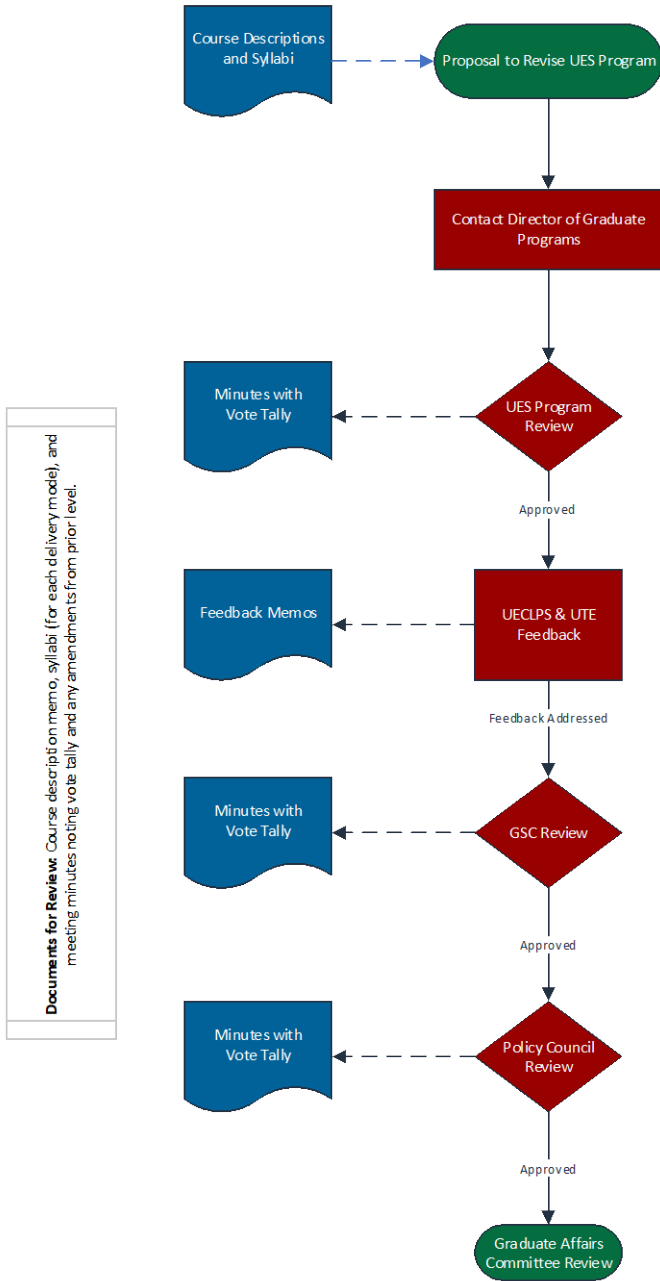 Course Descriptions
and Syllabi
Proposal to Revise UES Program
Contact Director of Graduate
Programs
Minutes with
Vote Tally
UES Program
Review
Approved
Feedback Memos
UECLPS & UTE
Feedback
Feedback Addressed
Minutes with
Vote Tally
GSC Review
Approved
Minutes with
Vote Tally
Policy Council
Review
Approved
Graduate Affairs
Committee Review
Documents for Review: Course description memo, syllabi (for each delivery mode), and
meeting minutes noting vote tally and any amendments from prior level.